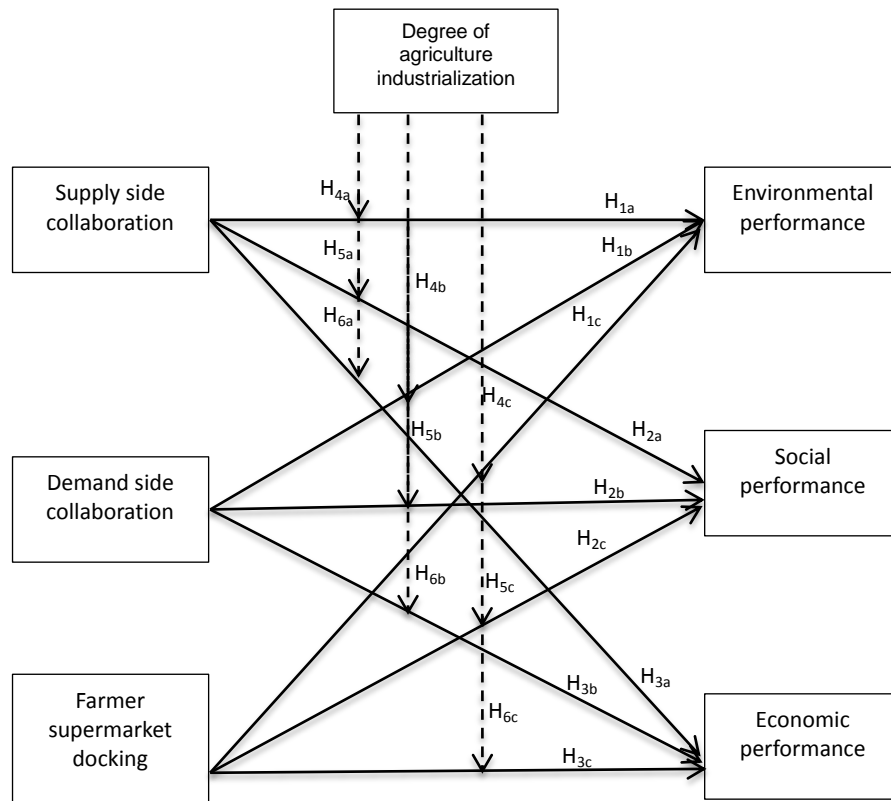 Degree of
agriculture
industrialization
Supply side
collaboration
H4a
H1a
Environmental
performance
H5a
H4b
H1b
H6a
H1c
H4c
H5b
H2a
Demand side
collaboration
H2b
Social
performance
H2c
H6b
H5c
Farmer
supermarket
docking
H3b
H3a
H6c
H3c
Economic
performance